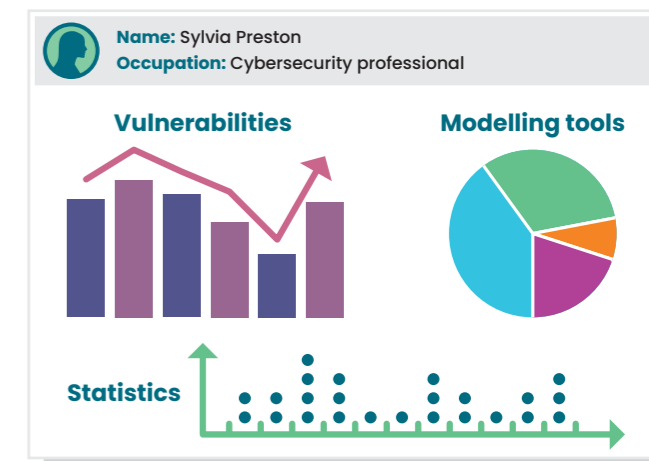 Name: Sylvia Preston
Occupation: Cybersecurity professional
Vulnerabilities
Modelling tools
Statistics